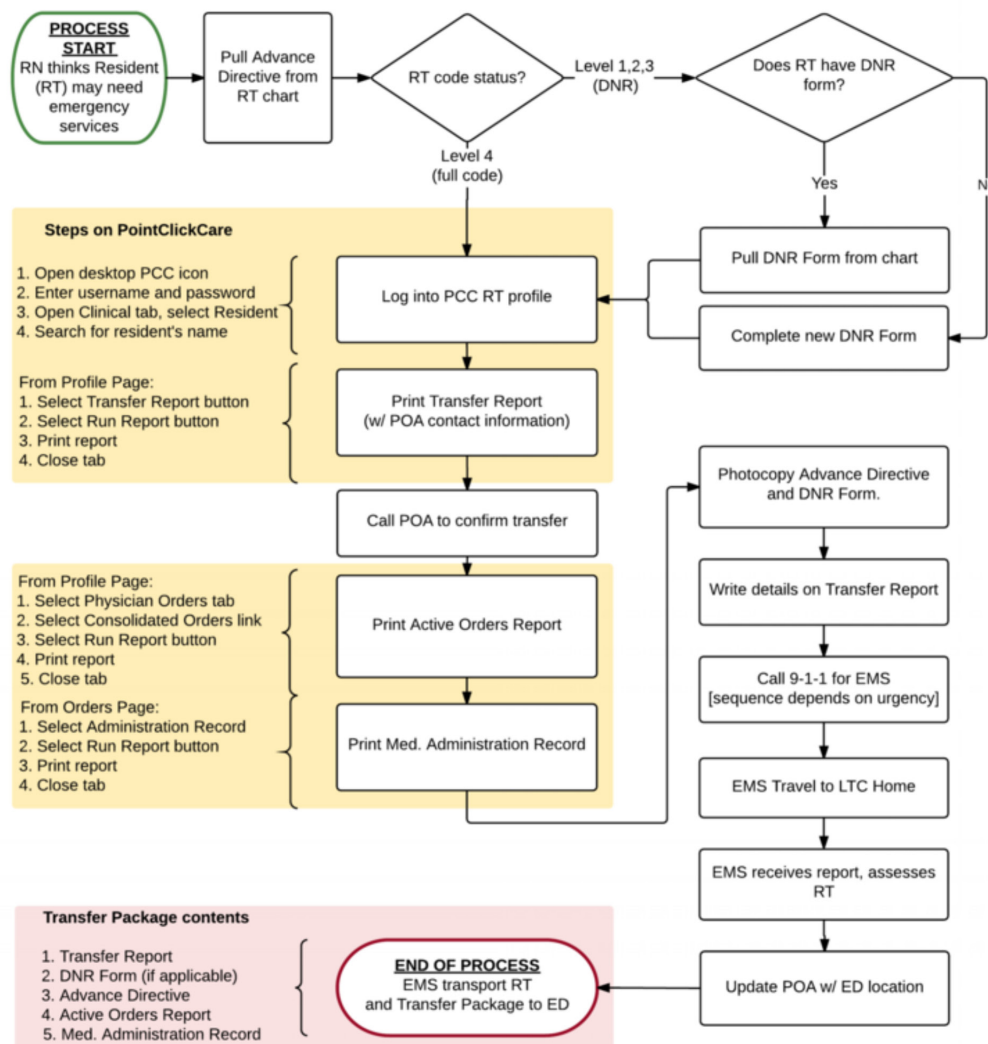 PROCESS
START
RN thinks Resident
(RT) may need
emergency
services
Pull Advance
Directive from
RT chart
RT code status?
Level 1,2,3
(DNR)
Does RT have DNR
form?
Level 4
(full code)
Yes
N
Steps on PointClickCare
1. Open desktop PCC icon
2. Enter username and password
3. Open Clinical tab, select Resident
4. Search for resident's name
Log into PCC RT profile
Pull DNR Form from chart
Complete new DNR Form
From Profile Page:
1. Select Transfer Report button
2. Select Run Report button
3. Print report
4. Close tab
Print Transfer Report
(w/ POA contact information)
Call POA to confirm transfer
From Profile Page:
1. Select Physician Orders tab
2. Select Consolidated Orders link
3. Select Run Report button
4. Print report
5. Close tab
Print Active Orders Report
From Orders Page:
1. Select Administration Record
2. Select Run Report button
3. Print report
4. Close tab
Print Med. Administration Record
Photocopy Advance Directive
and DNR Form.
Write details on Transfer Report
Call 9-1-1 for EMS
[sequence depends on urgency]
EMS Travel to LTC Home
EMS receives report, assesses
RT
Update POA w/ ED location
Transfer Package contents
1. Transfer Report
2. DNR Form (if applicable)
3. Advance Directive
4. Active Orders Report
5. Med. Administration Record
END OF PROCESS
EMS transport RT
and Transfer Package to ED